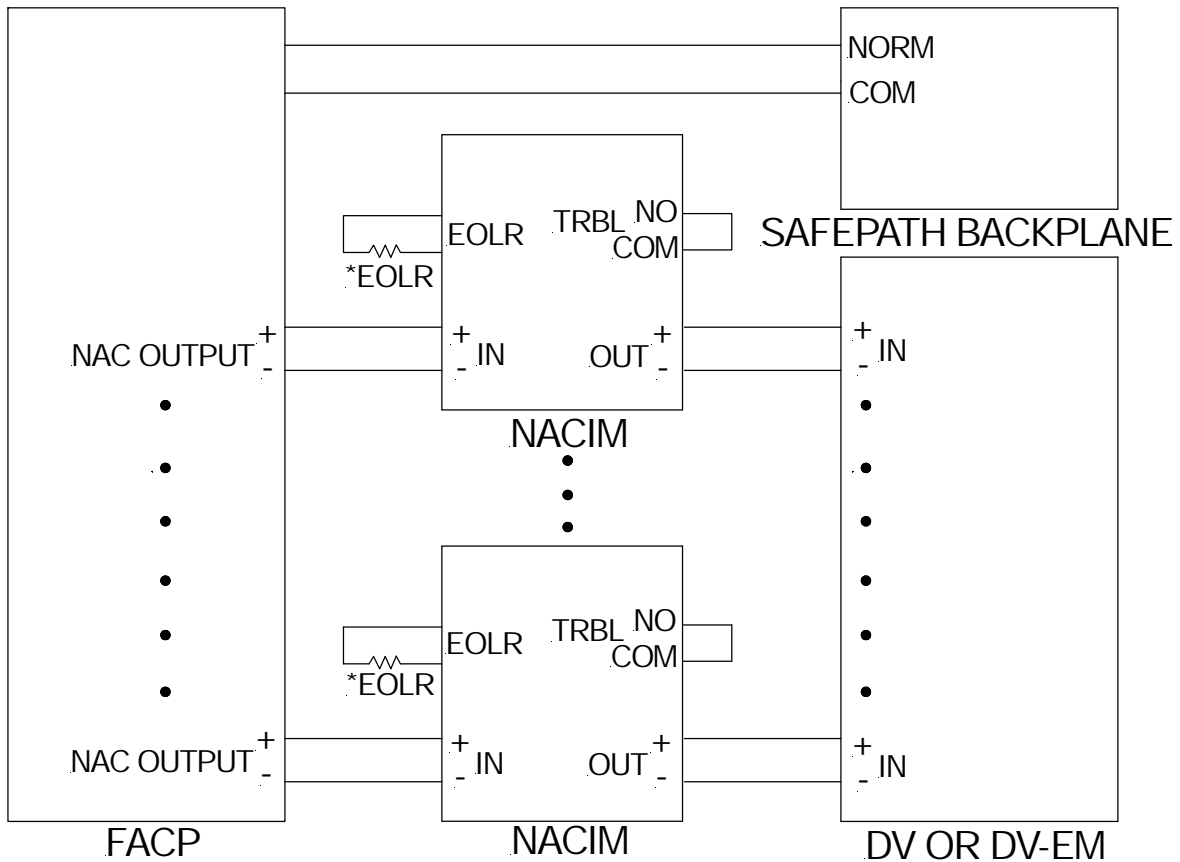 NORM
COM
SAFEPATH BACKPLANE
EOLR
*EOLR
TRBL NO
COM
NAC OUTPUT + -
+ - IN
OUT + -
+ - IN
NACIM
EOLR
*EOLR
TRBL NO
COM
NAC OUTPUT + -
+ - IN
OUT + -
+ - IN
FACP
NACIM
DV OR DV-EM